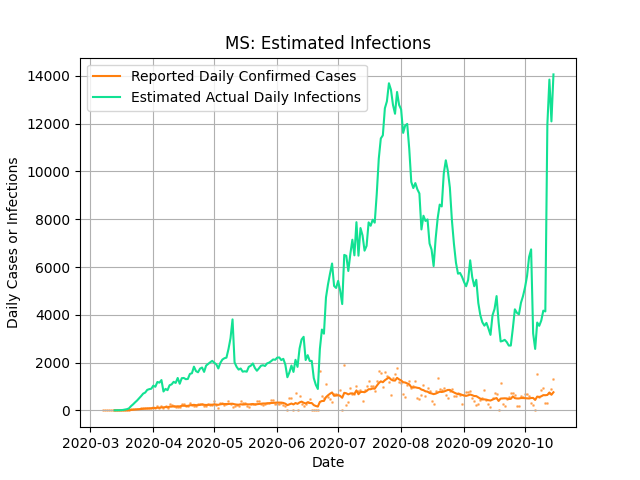 MS: Estimated Infections
Reported Daily Confirmed Cases
Estimated Actual Daily Infections
14000
12000
10000
8000
6000
4000
2000
0
Daily Cases or Infections
2020-03 2020-04 2020-05 2020-06 2020-07 2020-08 2020-09 2020-10
Date